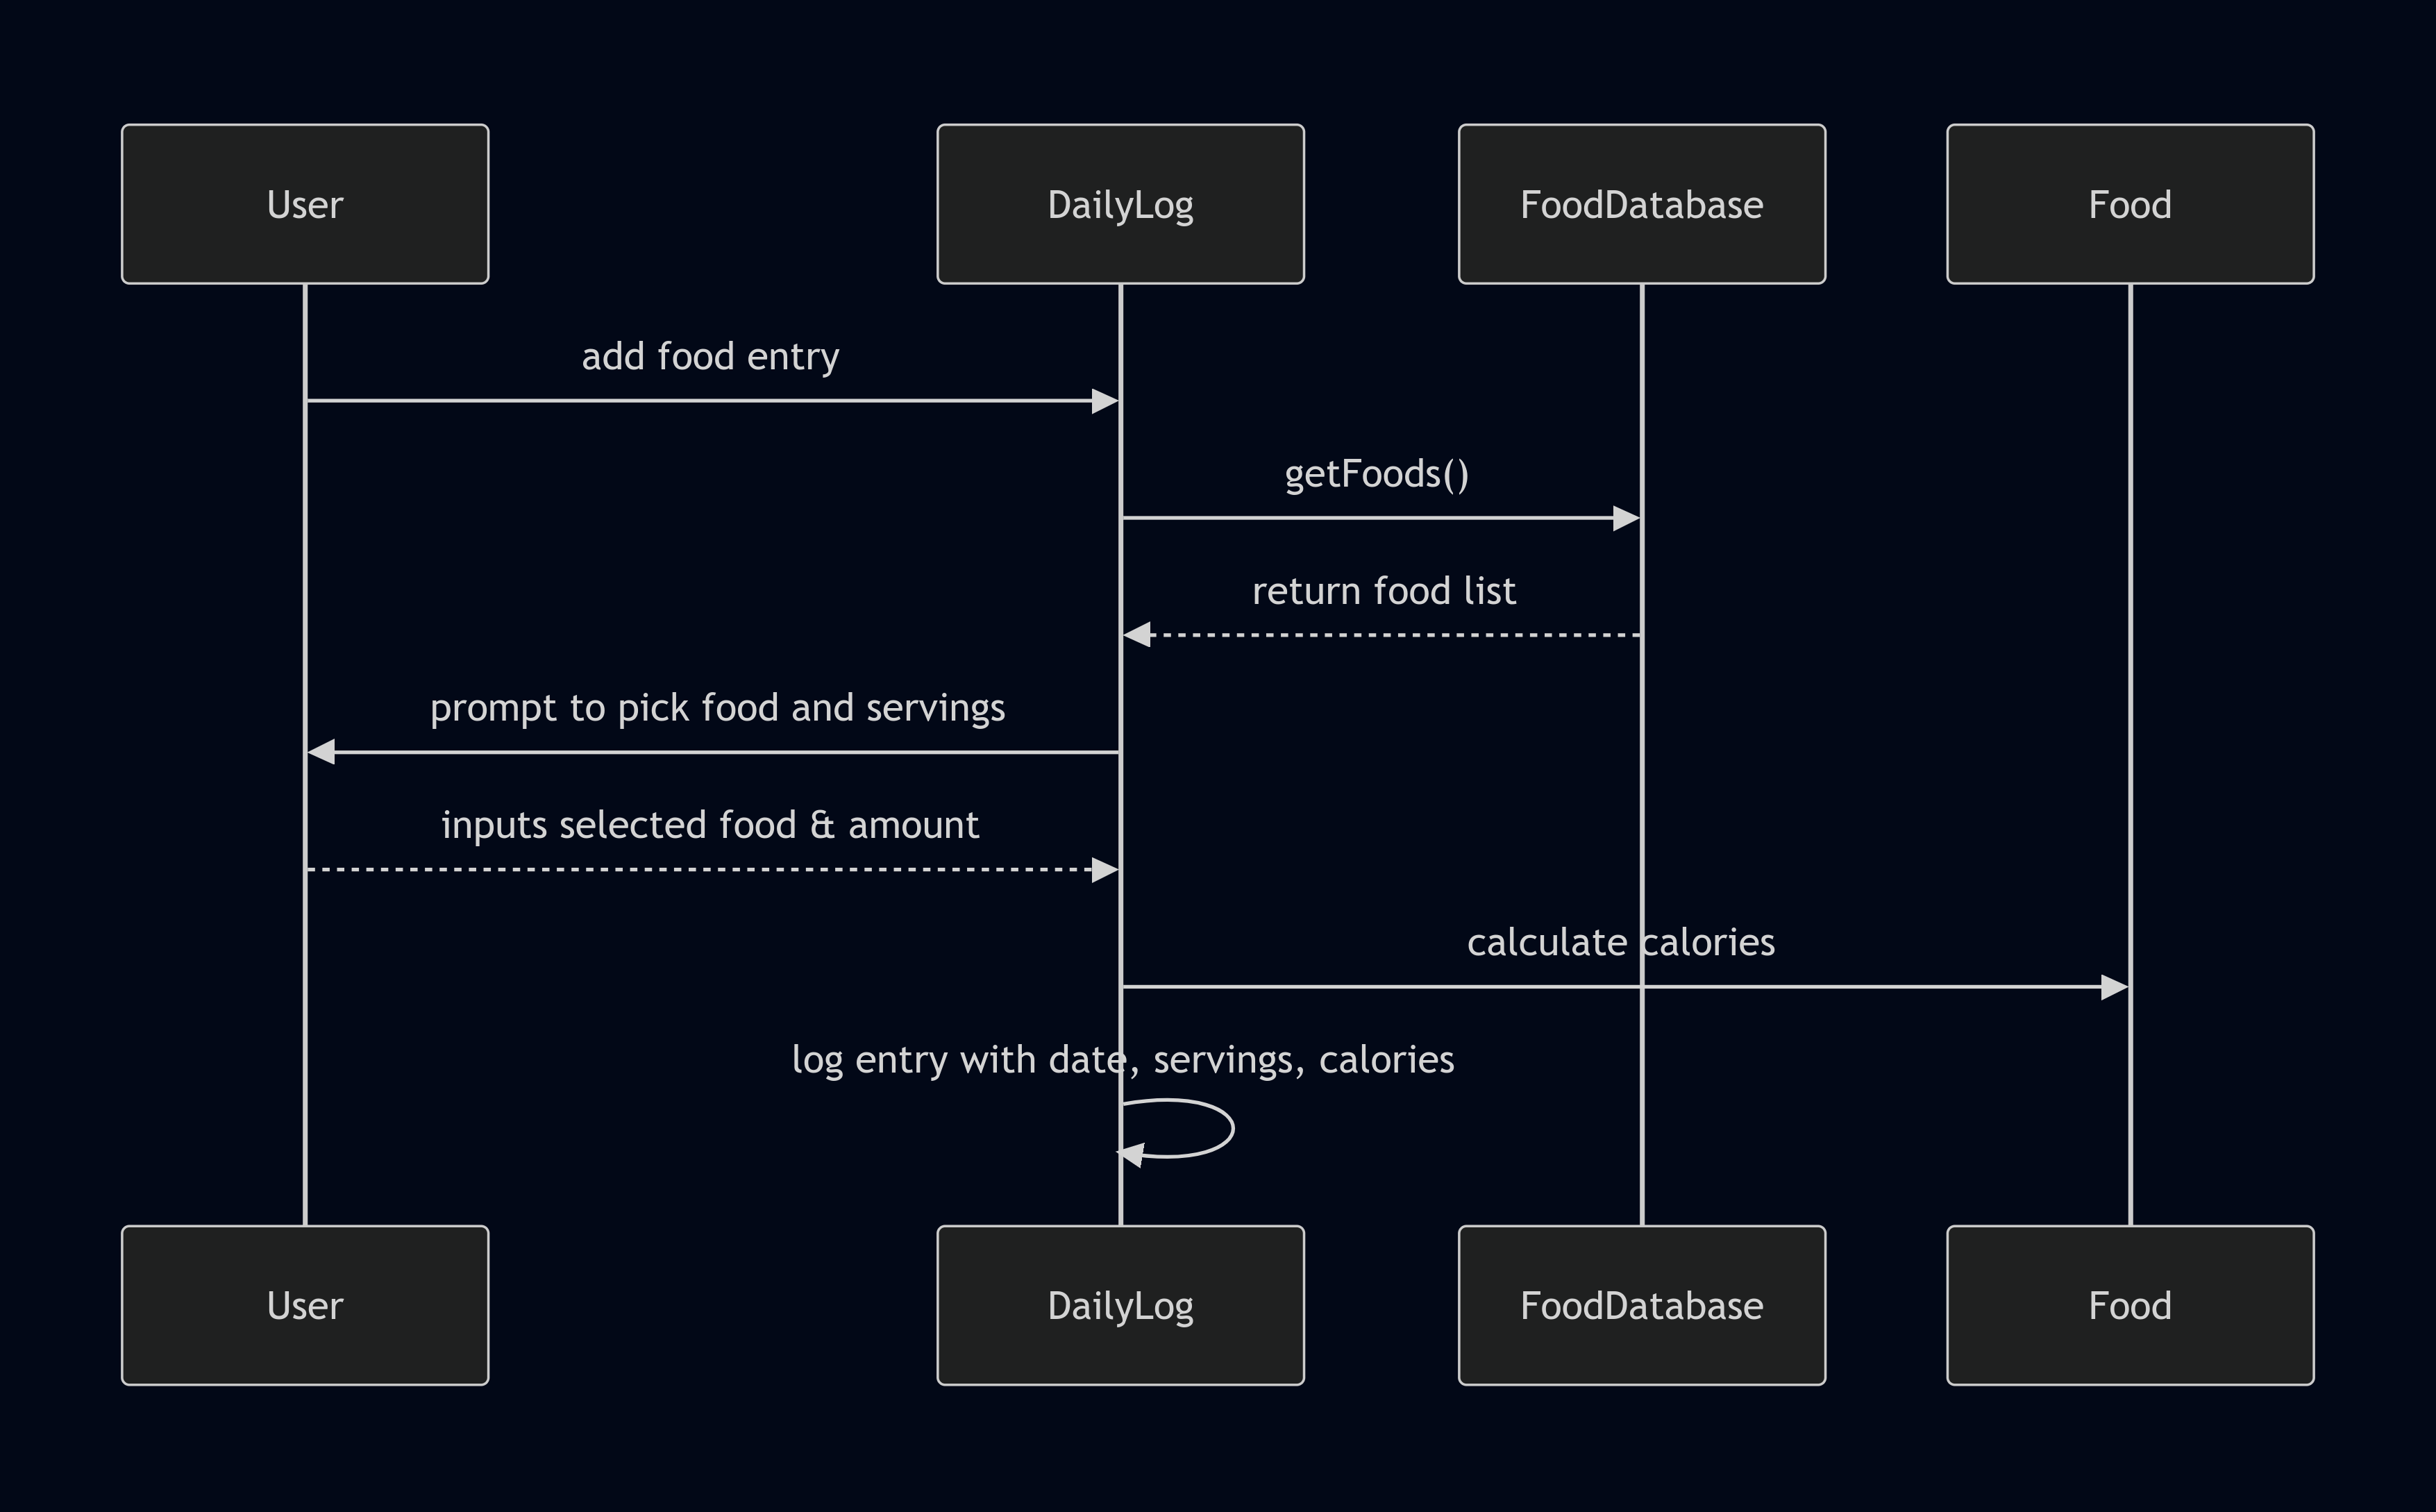 User
DailyLog
FoodDatabase
Food
add food entry
getFoods()
return food list
prompt to pick food and servings
inputs selected food & amount
calculate calories
log entry with date, servings, calories
User
DailyLog
FoodDatabase
Food